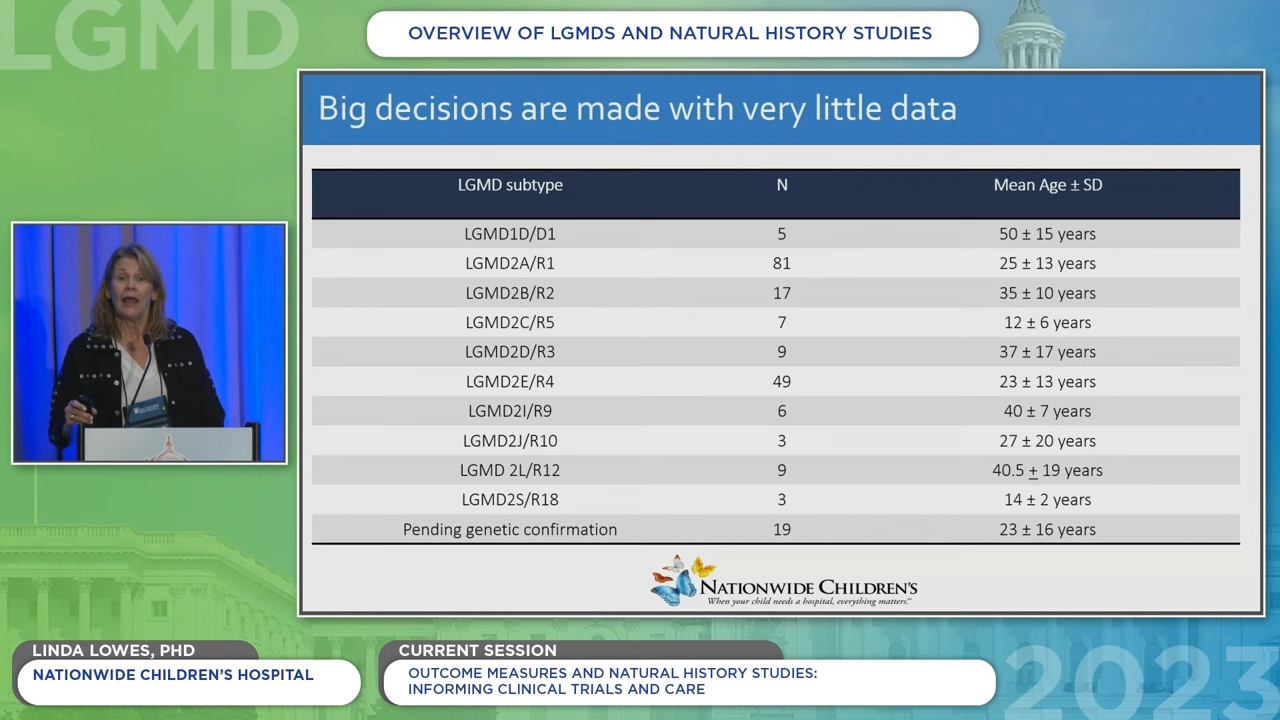 LGMD
OVERVIEW OF LGMDS AND NATURAL HISTORY STUDIES
Big decisions are made with very little data
LGMD subtype N Mean Age ± SD
LGMD1D/D1 5 50 ± 15 years
LGMD2A/R1 81 25 ± 13 years
LGMD2B/R2 17 35 ± 10 years
LGMD2C/R5 7 12 ± 6 years
LGMD2D/R3 9 37 ± 17 years
LGMD2E/R4 49 23 ± 13 years
LGMD2I/R9 6 40 ± 7 years
LGMD2J/R10 3 27 ± 20 years
LGMD 2L/R12 9 40.5 ± 19 years
LGMD2S/R18 3 14 ± 2 years
Pending genetic confirmation 19 23 ± 16 years
NATIONWIDE CHILDREN'S
When your child needs a hospital, everything matters.™
LINDA LOWES, PHD
NATIONWIDE CHILDREN'S HOSPITAL
CURRENT SESSION
OUTCOME MEASURES AND NATURAL HISTORY STUDIES:
INFORMING CLINICAL TRIALS AND CARE
2023